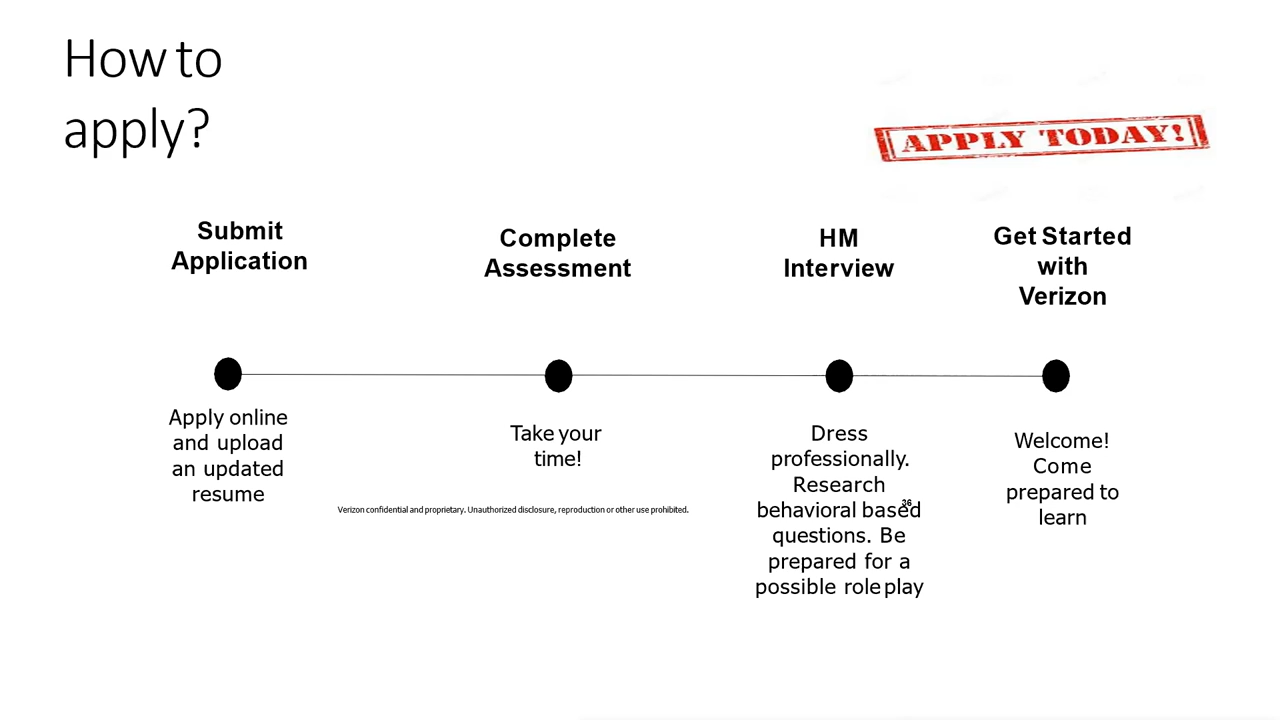 How to
apply?
APPLY TODAY!
Submit
Application
Complete
Assessment
HM
Interview
Get Started
with
Verizon
Apply online
and upload
an updated
resume
Take your
time!
Dress
professionally.
Research
behavioral based
questions. Be
prepared for a
possible role play
Welcome!
Come
prepared to
learn
Verizon confidential and proprietary. Unauthorized disclosure, reproduction or other use prohibited.
36